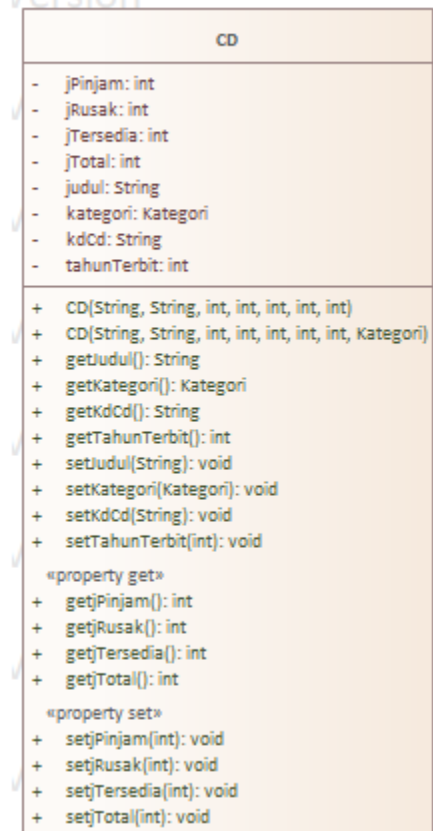 version
CD
- jPinjam: int
- jRusak: int
- jTersedia: int
- jTotal: int
- judul: String
- kategori: Kategori
- kdCd: String
- tahunTerbit: int
+ CD(String, String, int, int, int, int, int)
+ CD(String, String, int, int, int, int, int, Kategori)
+ getJudul(): String
+ getKategori(): Kategori
+ getKdCd(): String
+ getTahunTerbit(): int
+ setJudul(String): void
+ setKategori(Kategori): void
+ setKdCd(String): void
+ setTahunTerbit(int): void
«property get»
+ getjPinjam(): int
+ getjRusak(): int
+ getjTersedia(): int
+ getjTotal(): int
«property set»
+ setjPinjam(int): void
+ setjRusak(int): void
+ setjTersedia(int): void
+ setjTotal(int): void